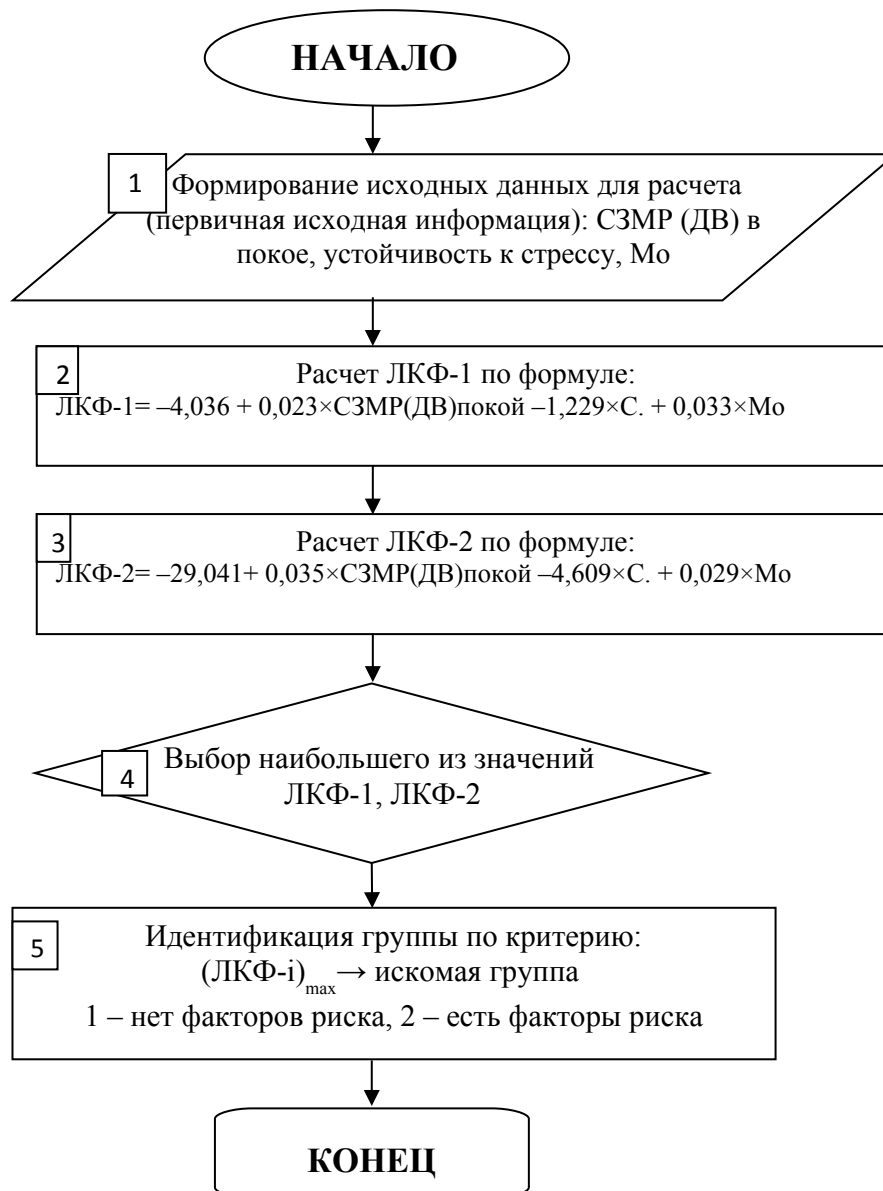 НАЧАЛО
1
Формирование исходных данных для расчета
(первичная исходная информация): СЗМР (ДВ) в
покое, устойчивость к стрессу, Мо
2
Расчет ЛКФ-1 по формуле:
ЛКФ-1= –4,036 + 0,023×СЗМР(ДВ)покой –1,229×С. + 0,033×Мо
3
Расчет ЛКФ-2 по формуле:
ЛКФ-2= –29,041+ 0,035×СЗМР(ДВ)покой –4,609×С. + 0,029×Мо
4
Выбор наибольшего из значений
ЛКФ-1, ЛКФ-2
5
Идентификация группы по критерию:
(ЛКФ-i)max→ искомая группа
1 – нет факторов риска, 2 – есть факторы риска
КОНЕЦ